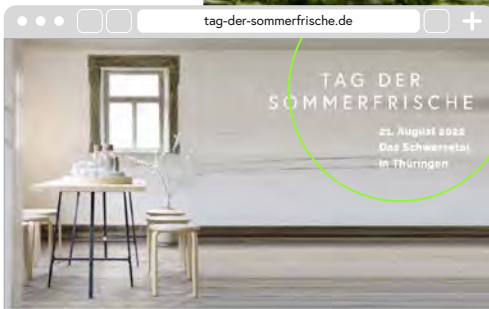 tag-der-sommerfrische.de
TAG DER
SOMMERFRISCHE
21. August 2022
Das Schwarzatal
in Thüringen